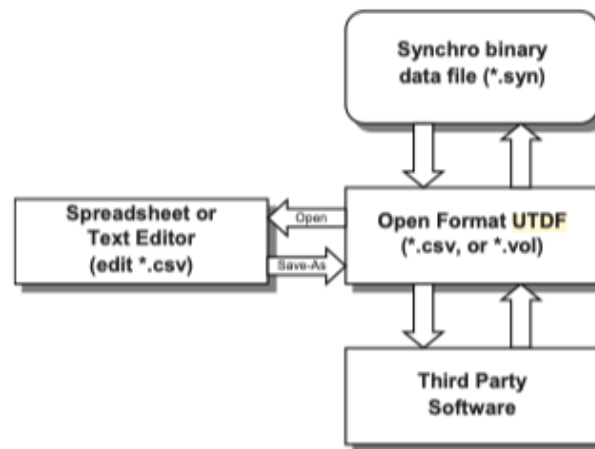 Synchro binary
data file (*.syn)
Spreadsheet or
Text Editor
(edit *.csv)
Open
Save-As
Open Format UTDF
(*.csv, or *.vol)
Third Party
Software